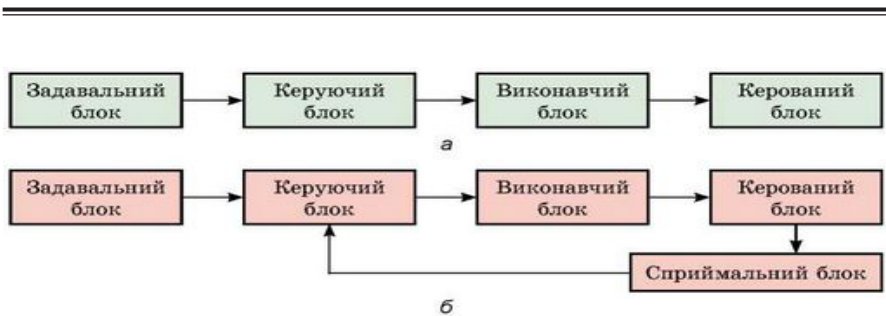 Задавальний
блок
Керуючий
блок
Виконавчий
блок
Керований
блок
а
Задавальний
блок
Керуючий
блок
Виконавчий
блок
Керований
блок
Сприймальний блок
б